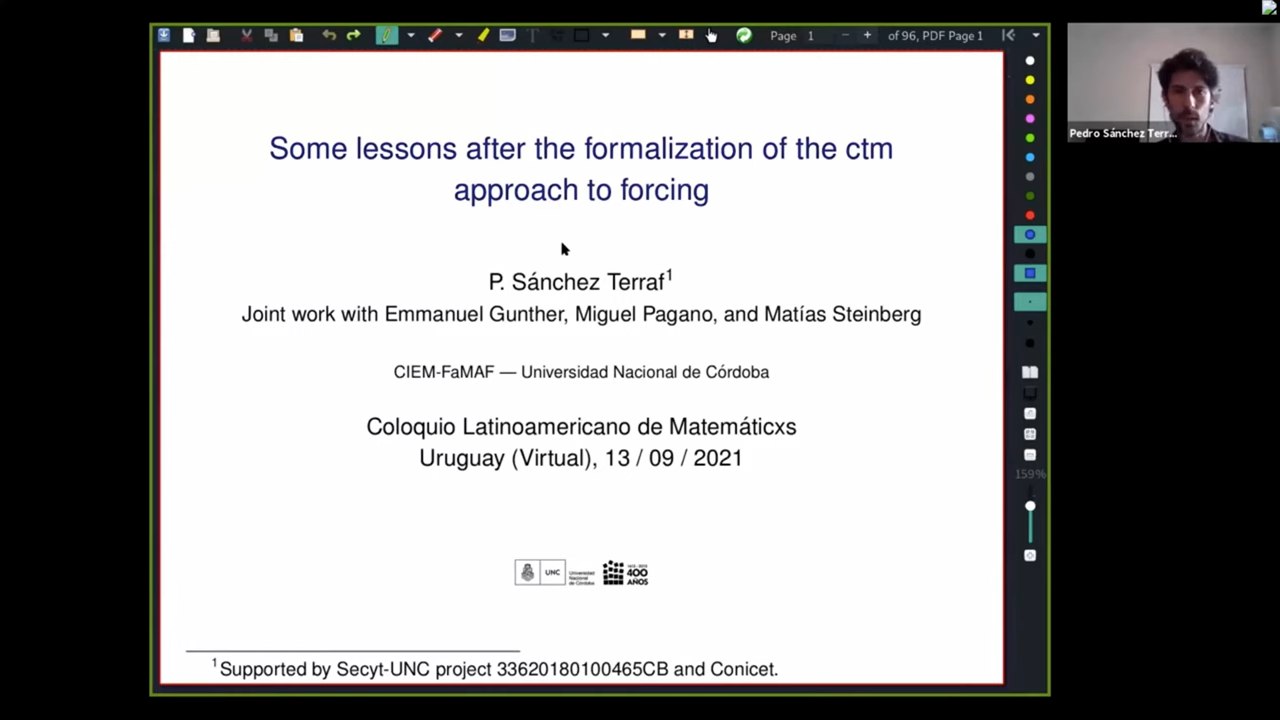 Page 1 of 96, PDF Page 1
Some lessons after the formalization of the ctm
approach to forcing
P. Sánchez Terraf¹
Joint work with Emmanuel Gunther, Miguel Pagano, and Matías Steinberg
CIEM-FaMAF — Universidad Nacional de Córdoba
Coloquio Latinoamericano de Matemáticxs
Uruguay (Virtual), 13 / 09 / 2021
UNC
Universidad
Nacional
de Córdoba
400
AÑOS
¹Supported by Secyt-UNC project 33620180100465CB and Conicet.
159%
Pedro Sánchez Terr...